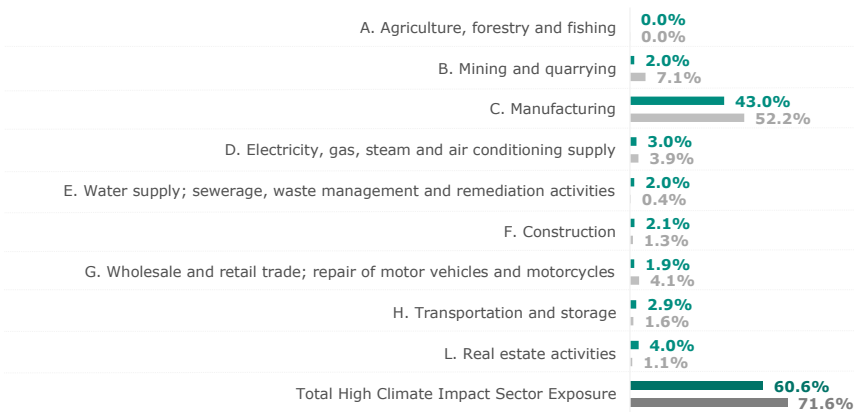 A. Agriculture, forestry and fishing
0.0%
0.0%
B. Mining and quarrying
2.0%
7.1%
C. Manufacturing
43.0%
52.2%
D. Electricity, gas, steam and air conditioning supply
3.0%
3.9%
E. Water supply; sewerage, waste management and remediation activities
2.0%
0.4%
F. Construction
2.1%
1.3%
G. Wholesale and retail trade; repair of motor vehicles and motorcycles
1.9%
4.1%
H. Transportation and storage
2.9%
1.6%
L. Real estate activities
4.0%
1.1%
Total High Climate Impact Sector Exposure
60.6%
71.6%